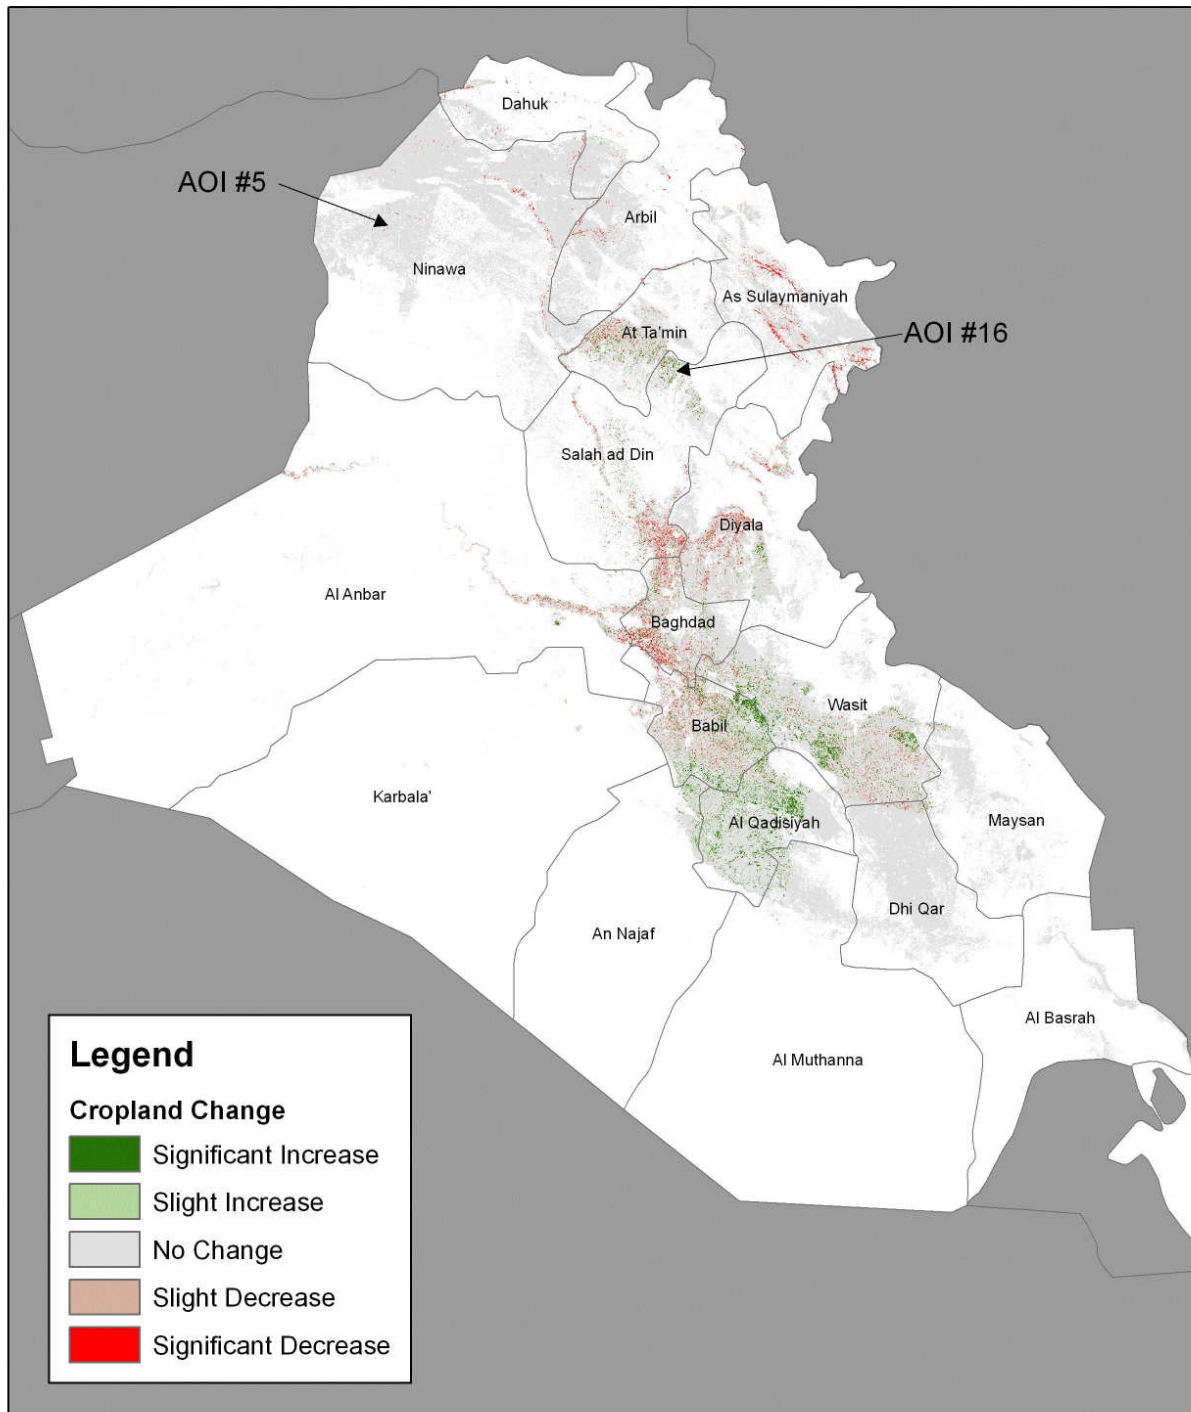 Dahuk
AOI #5
Arbil
Ninawa
As Sulaymaniyah
At Ta'min
AOI #16
Salah ad Din
Diyala
Al Anbar
Baghdad
Wasit
Babil
Karbala'
Al Qadisiyah
Maysan
Dhi Qar
An Najaf
Al Basrah
Al Muthanna
Legend
Cropland Change
Significant Increase
Slight Increase
No Change
Slight Decrease
Significant Decrease